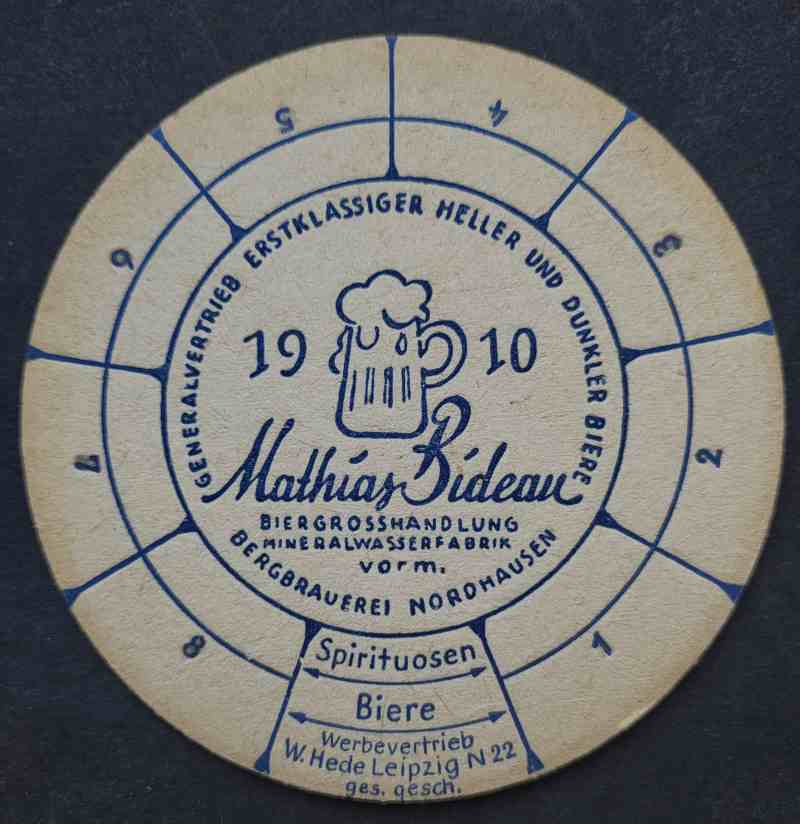 GENERALVERTRIEB ERSTKLASSIGER HELLER UND DUNKLER BIERE
19 10
Mathias Bideau
BIERGROSSHANDLUNG
MINERALWASSERFABRIK
vorm.
BERGBRAUEREI NORDHAUSEN
1
2
3
4
5
6
7
8
Spirituosen
Biere
Werbevertrieb
W. Hede Leipzig N 22
ges. gesch.